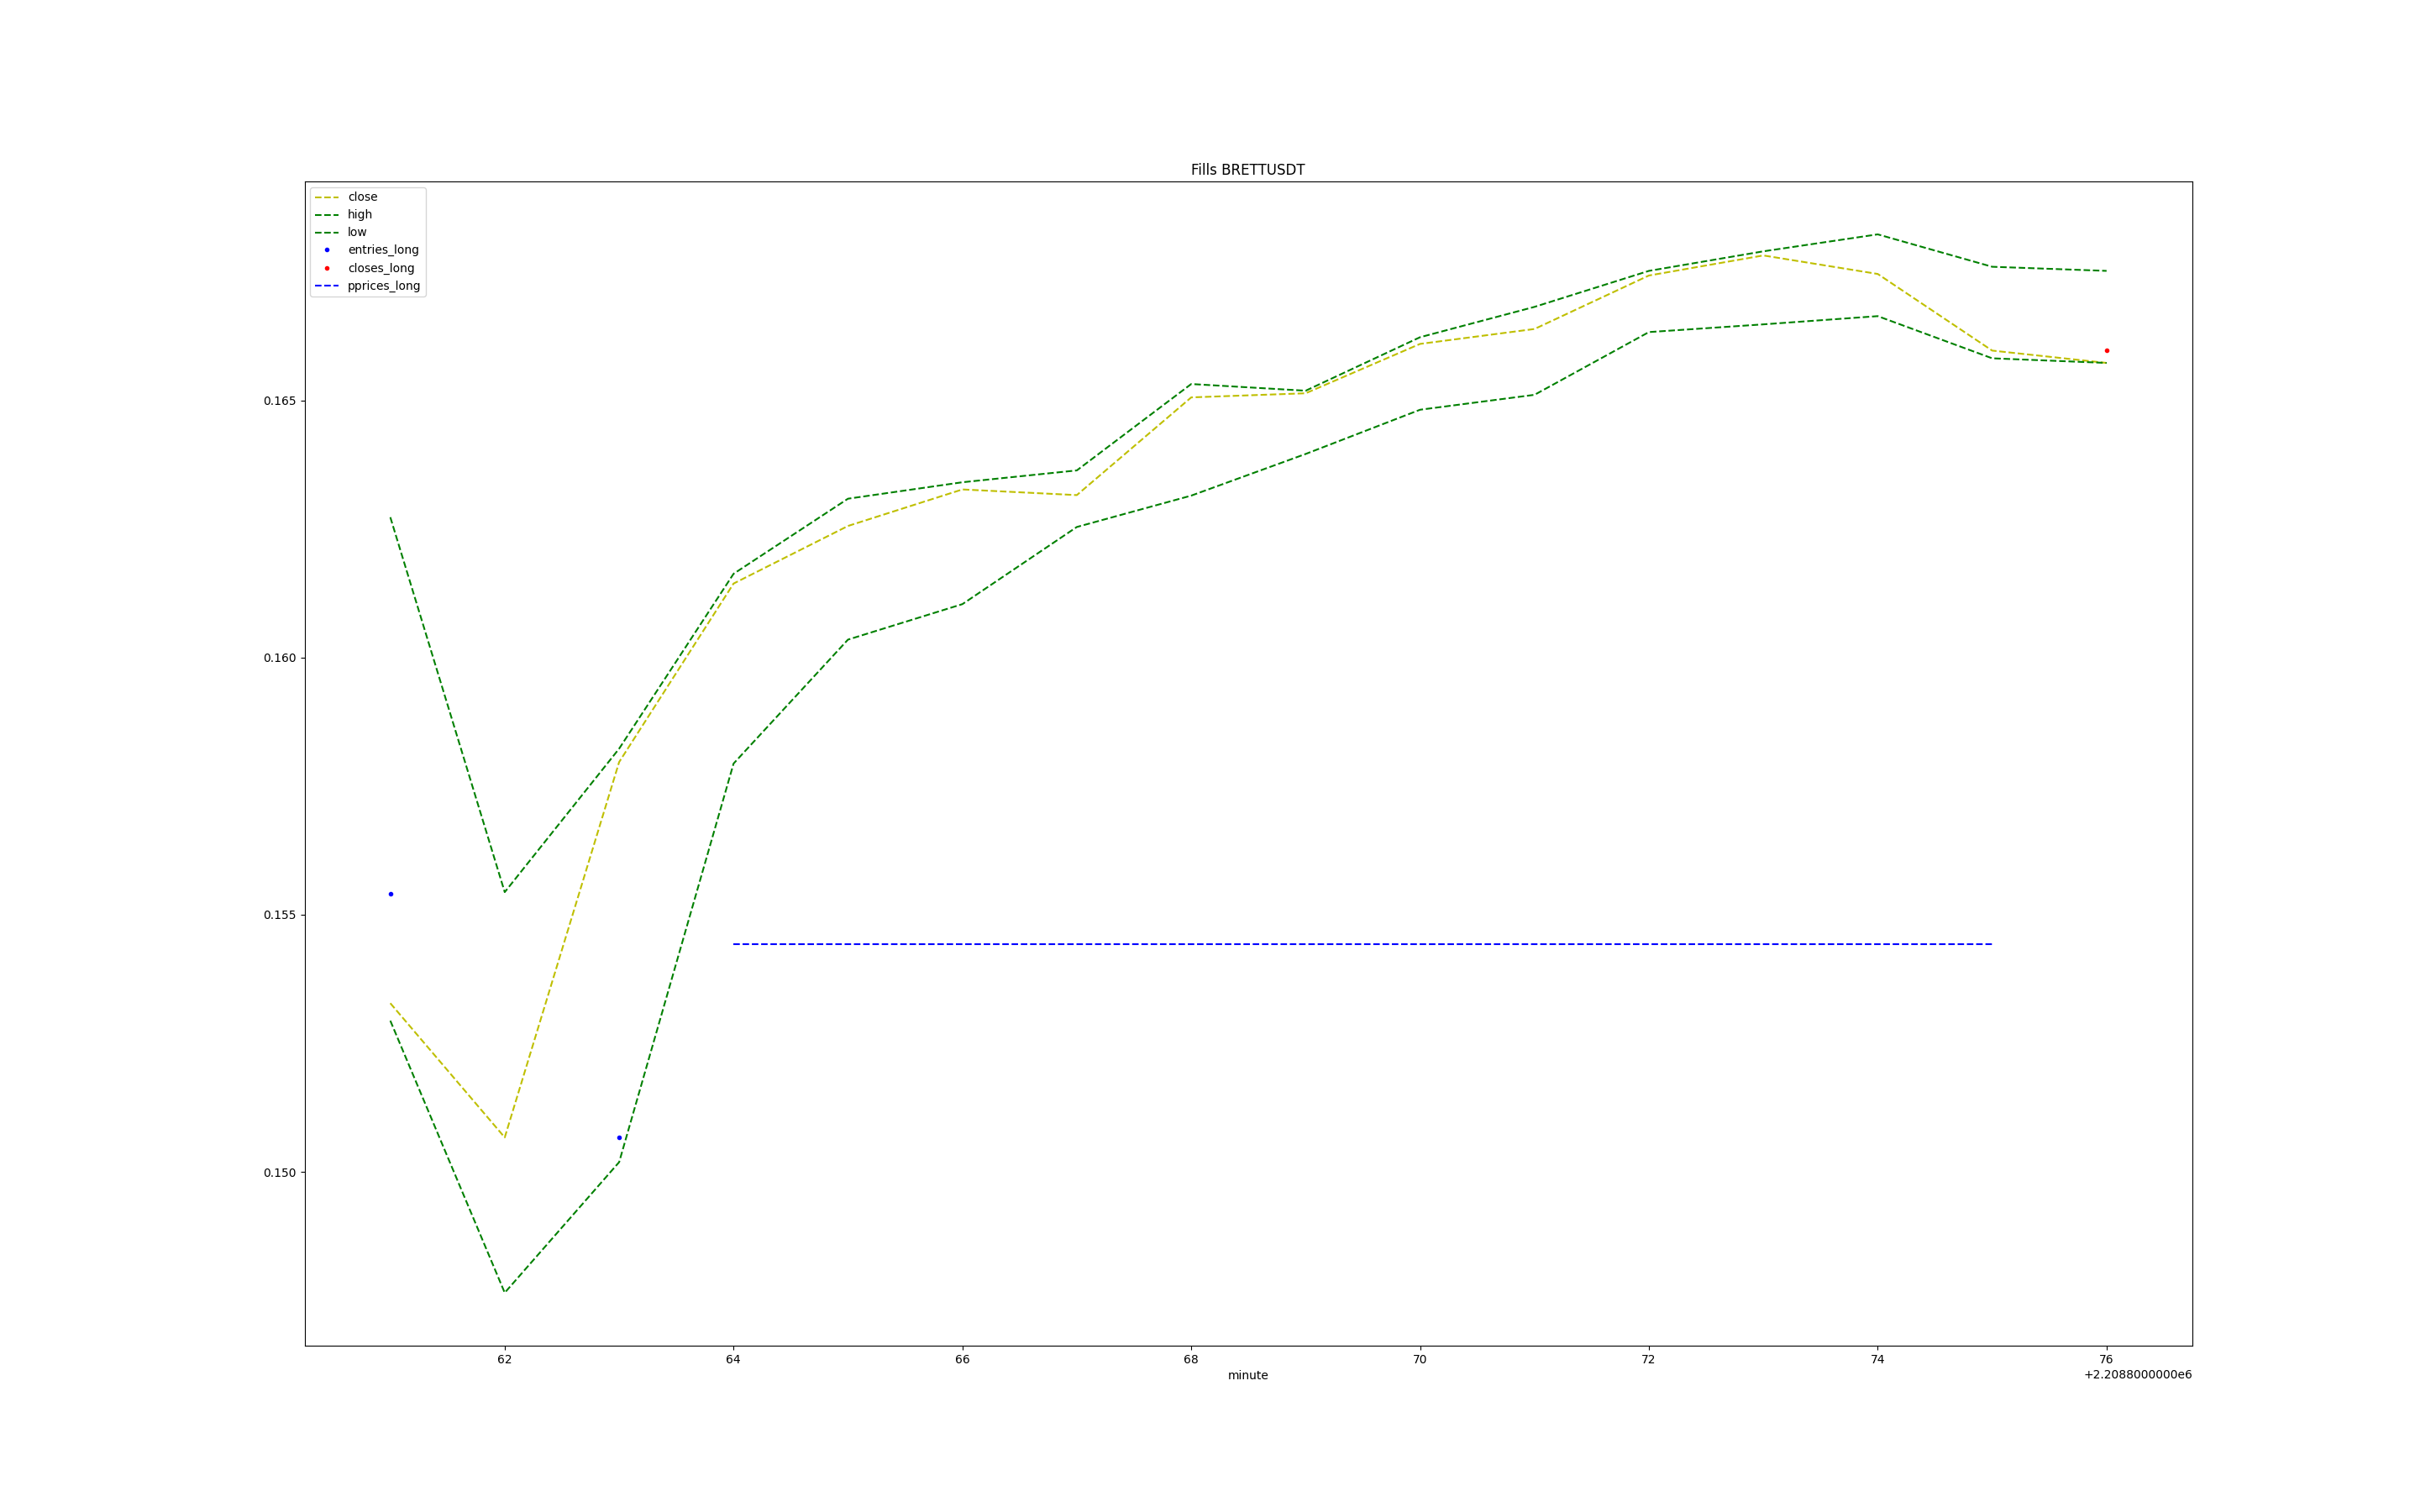 Fills BRETTUSDT
close
high
low
entries_long
closes_long
pprices_long
0.165
0.160
0.155
0.150
62 64 66 68 70 72 74 76
minute
+2.2088000000e6